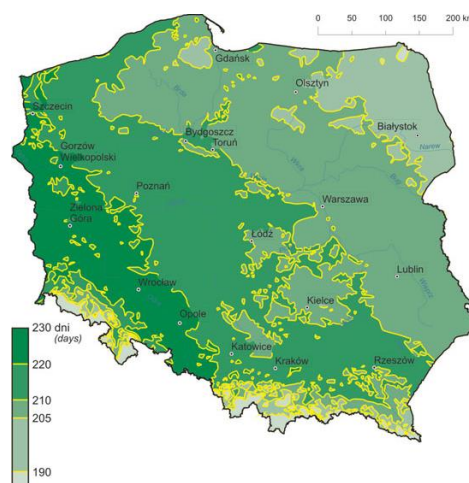 0 50 100 150 200 km
Gdańsk
Olsztyn
Szczecin
Białystok
Bydgoszcz
Toruń
Narew
Gorzów
Wielkopolski
Bug
Poznań
Warszawa
Zielona
Góra
Łódź
Wrocław
Lublin
Kielce
Opole
230 dni
(days)
220
210
205
190
Katowice
Kraków
Rzeszów